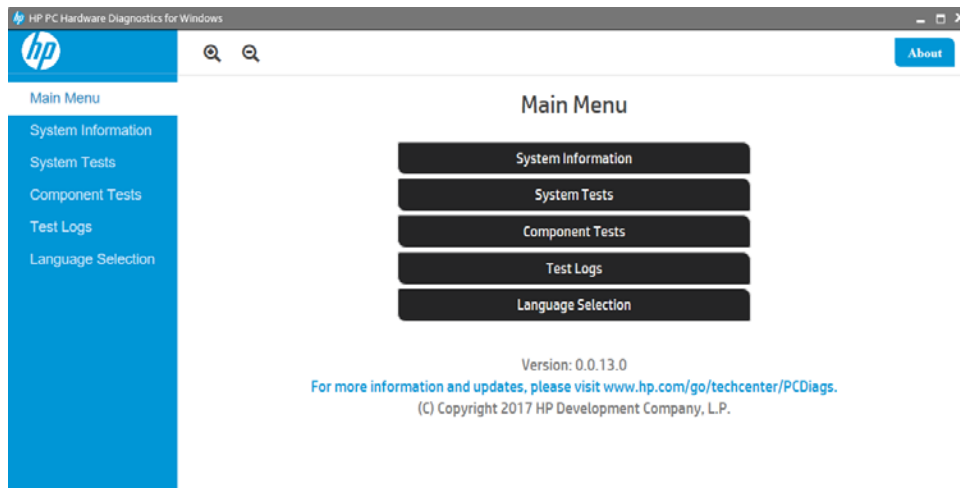 HP PC Hardware Diagnostics for Windows
hp
About
Main Menu
System Information
System Tests
Component Tests
Test Logs
Language Selection
Main Menu
System Information
System Tests
Component Tests
Test Logs
Language Selection
Version: 0.0.13.0
For more information and updates, please visit www.hp.com/go/techcenter/PCDiags.
(C) Copyright 2017 HP Development Company, L.P.